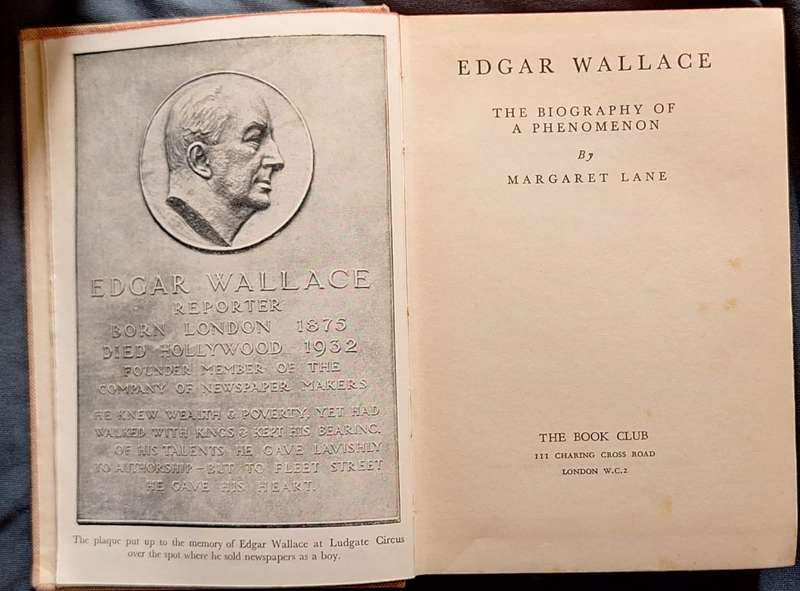 EDGAR WALLACE
REPORTER
BORN LONDON 1875
DIED HOLLYWOOD 1932
FOUNDER MEMBER OF THE
COMPANY OF NEWSPAPER MAKERS
HE KNEW WEALTH & POVERTY, YET HAD
WALKED WITH KINGS & KEPT HIS BEARING.
OF HIS TALENTS HE GAVE LAVISHLY
TO AUTHORSHIP – BUT TO FLEET STREET
HE GAVE HIS HEART.
The plaque put up to the memory of Edgar Wallace at Ludgate Circus
over the spot where he sold newspapers as a boy.
EDGAR WALLACE
THE BIOGRAPHY OF
A PHENOMENON
By
MARGARET LANE
THE BOOK CLUB
111 CHARING CROSS ROAD
LONDON W.C.2